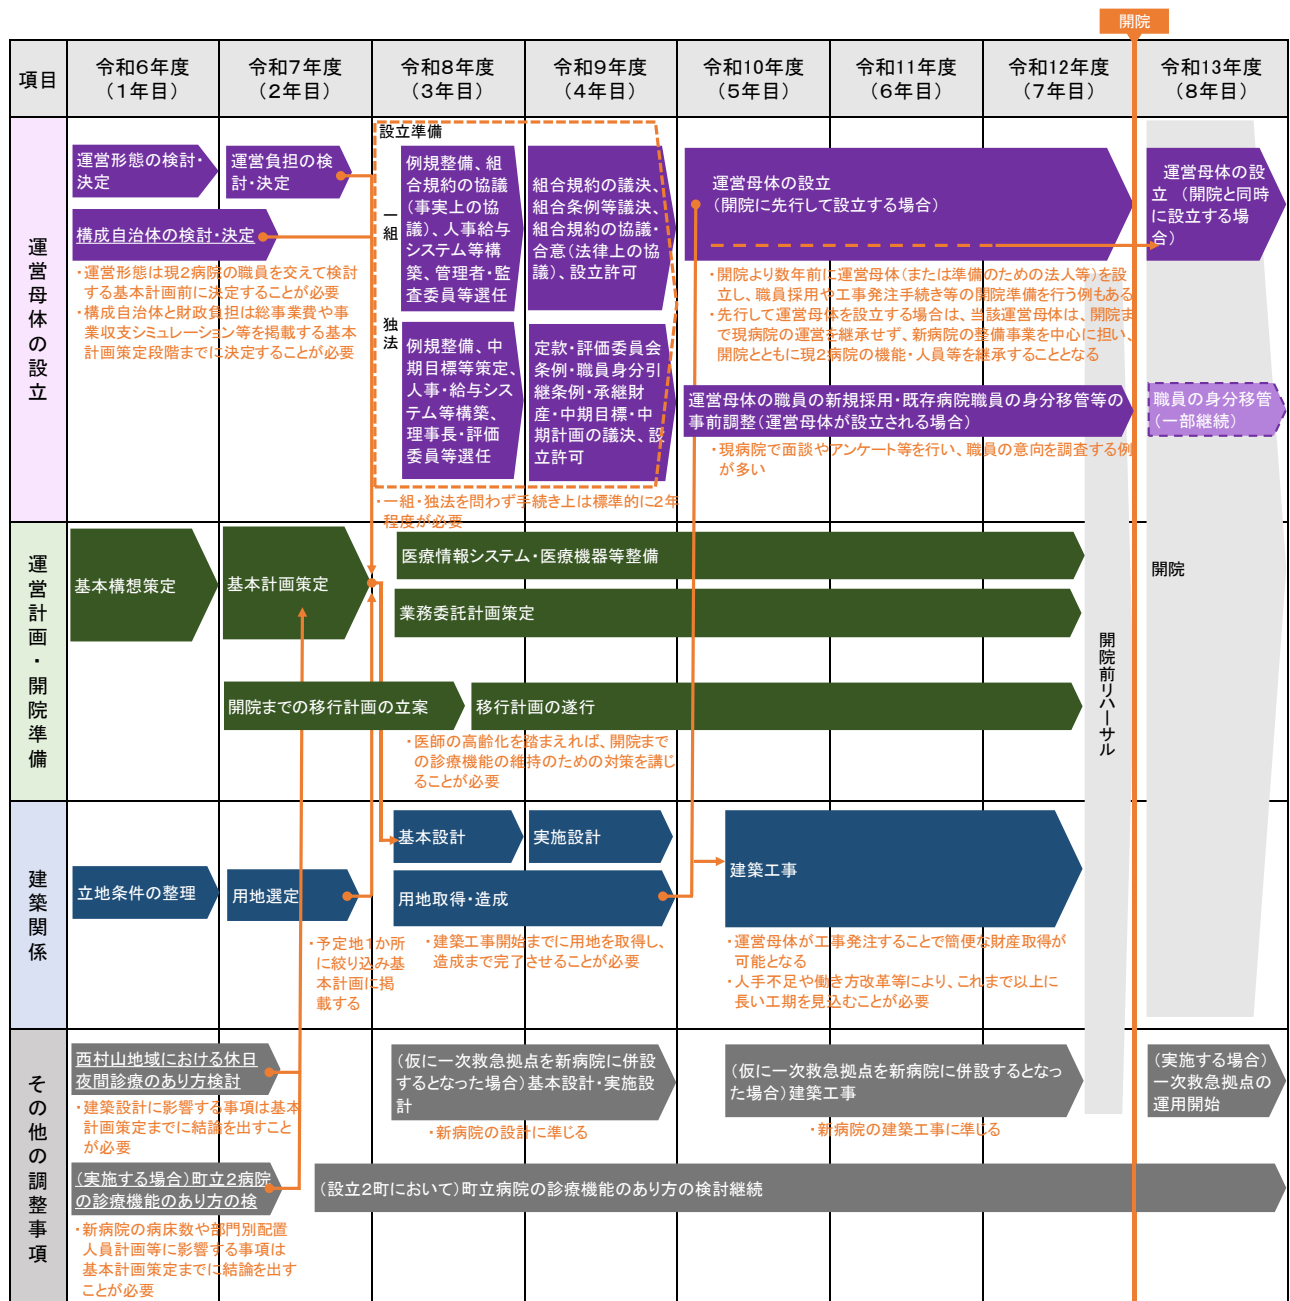 開院
項目
令和6年度
（1年目）
令和7年度
（2年目）
令和8年度
（3年目）
令和9年度
（4年目）
令和10年度
（5年目）
令和11年度
（6年目）
令和12年度
（7年目）
令和13年度
（8年目）
運営母体の設立
運営形態の検討・
決定
運営負担の検
討・決定
構成自治体の検討・決定
・運営形態は現2病院の職員を交えて検討
する基本計画前に決定することが必要
・構成自治体と財政負担は総事業費や事
業収支シミュレーション等を掲載する基本
計画策定段階までに決定することが必要
設立準備
一組
例規整備、組
合規約の協議
（事実上の協
議）、人事給与
システム等構
築、管理者・監
査委員等選任
組合規約の議決、
組合条例等議決、
組合規約の協議・
合意（法律上の協
議）、設立許可
独法
例規整備、中
期目標等策定、
人事・給与シス
テム等構築、
理事長・評価
委員等選任
定款・評価委員会
条例・職員身分引
継条例・承継財
産・中期目標・中
期計画の議決、設
立許可
・一組・独法を問わず手続き上は標準的に2年
程度が必要
運営母体の設立
（開院に先行して設立する場合）
運営母体の設
立　（開院と同時
に設立する場
合）
・開院より数年前に運営母体（または準備のための法人等）を設
立し、職員採用や工事発注手続き等の開院準備を行う例もある
・先行して運営母体を設立する場合は、当該運営母体は、開院ま
で現病院の運営を継承せず、新病院の整備事業を中心に担い、
開院とともに現2病院の機能・人員等を継承することとなる
運営母体の職員の新規採用・既存病院職員の身分移管等の
事前調整（運営母体が設立される場合）
職員の身分移管
（一部継続）
・現病院で面談やアンケート等を行い、職員の意向を調査する例
が多い
運営計画・開院準備
基本構想策定
基本計画策定
医療情報システム・医療機器等整備
業務委託計画策定
開院までの移行計画の立案
移行計画の遂行
・医師の高齢化を踏まえれば、開院まで
の診療機能の維持のための対策を講じ
ることが必要
開院前リハーサル
開院
建築関係
立地条件の整理
用地選定
基本設計
実施設計
用地取得・造成
建築工事
・予定地1か所
に絞り込み基
本計画に掲
載する
・建築工事開始までに用地を取得し、
造成まで完了させることが必要
・運営母体が工事発注することで簡便な財産取得が
可能となる
・人手不足や働き方改革等により、これまで以上に
長い工期を見込むことが必要
その他の調整事項
西村山地域における休日
夜間診療のあり方検討
・建築設計に影響する事項は基本
計画策定までに結論を出すこと
が必要
（仮に一次救急拠点を新病院に併設
するとなった場合）基本設計・実施設
計
・新病院の設計に準じる
（仮に一次救急拠点を新病院に併設するとなっ
た場合）建築工事
・新病院の建築工事に準じる
（実施する場合）
一次救急拠点の
運用開始
（実施する場合）町立2病院
の診療機能のあり方の検
（設立2町において）町立病院の診療機能のあり方の検討継続
・新病院の病床数や部門別配置
人員計画等に影響する事項は
基本計画策定までに結論を出す
ことが必要